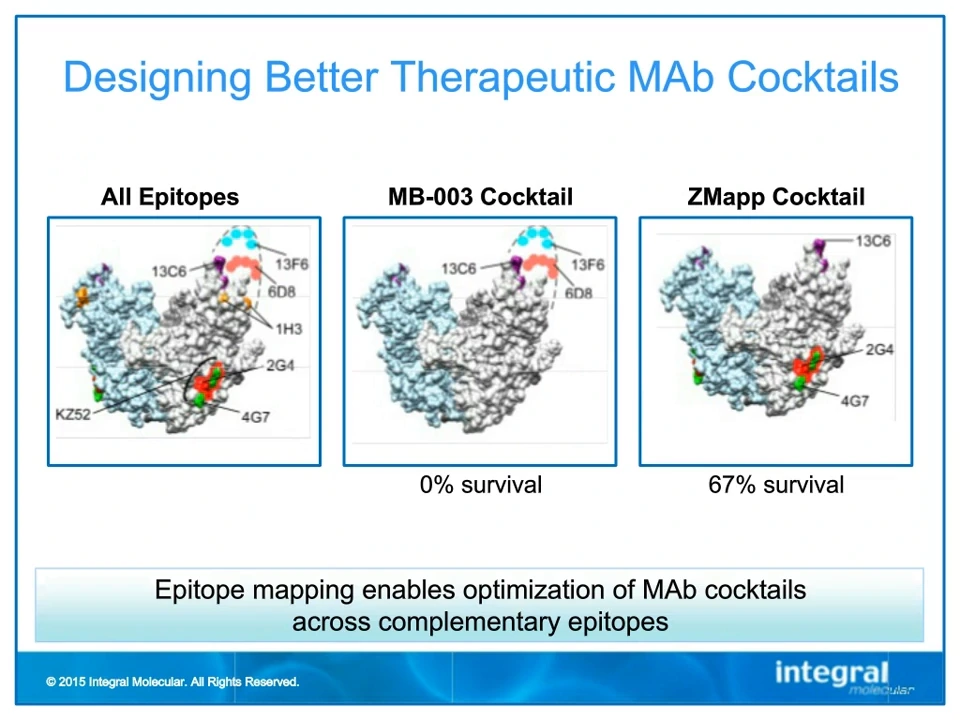 Designing Better Therapeutic MAb Cocktails
All Epitopes
MB-003 Cocktail
ZMapp Cocktail
13C6
13F6
6D8
1H3
2G4
KZ52
4G7
13C6
13F6
6D8
13C6
2G4
4G7
0% survival
67% survival
Epitope mapping enables optimization of MAb cocktails
across complementary epitopes
© 2015 Integral Molecular. All Rights Reserved.
integral
molecular